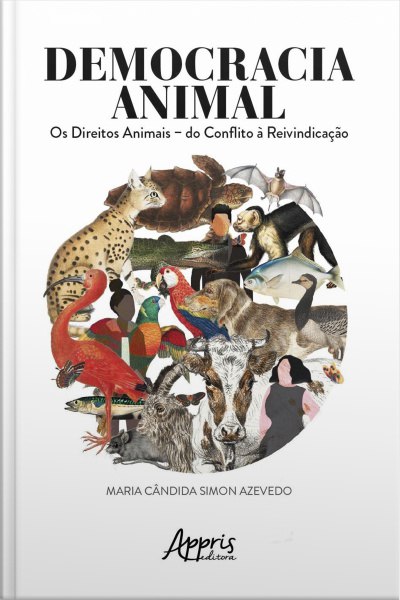 DEMOCRACIA
ANIMAL
Os Direitos Animais – do Conflito à Reivindicação
MARIA CÂNDIDA SIMON AZEVEDO
Appris
editora